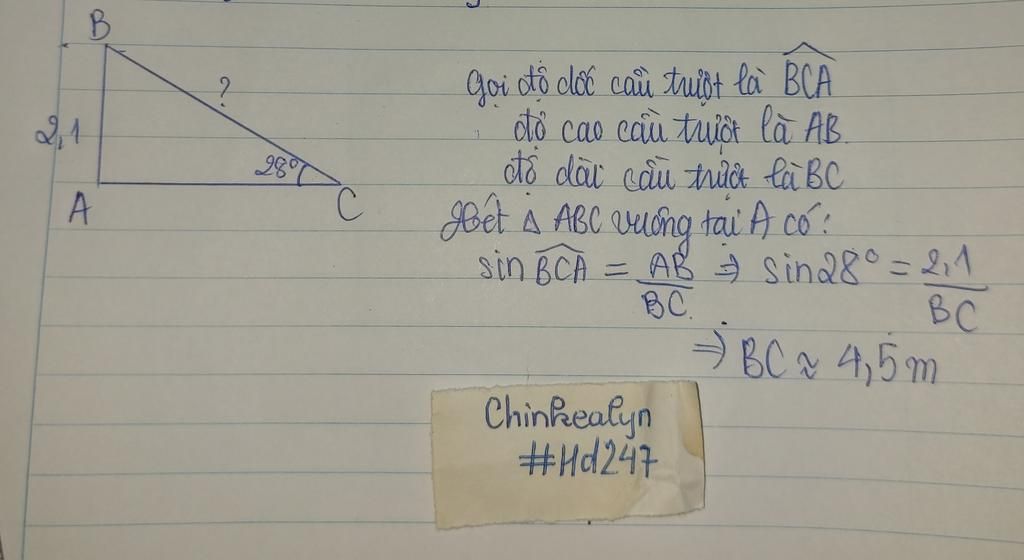 B
?
2,1
28°
A
C
Gọi độ dốc cầu trượt là BCA
độ cao cầu trượt là AB.
độ dài cầu trượt là BC
Xét △ ABC vuông tại A có:
sin BCA = AB/BC. ⇒ sin28° = 2,1/BC
⇒ BC ≈ 4,5m
Chinkealyn
#Hd247